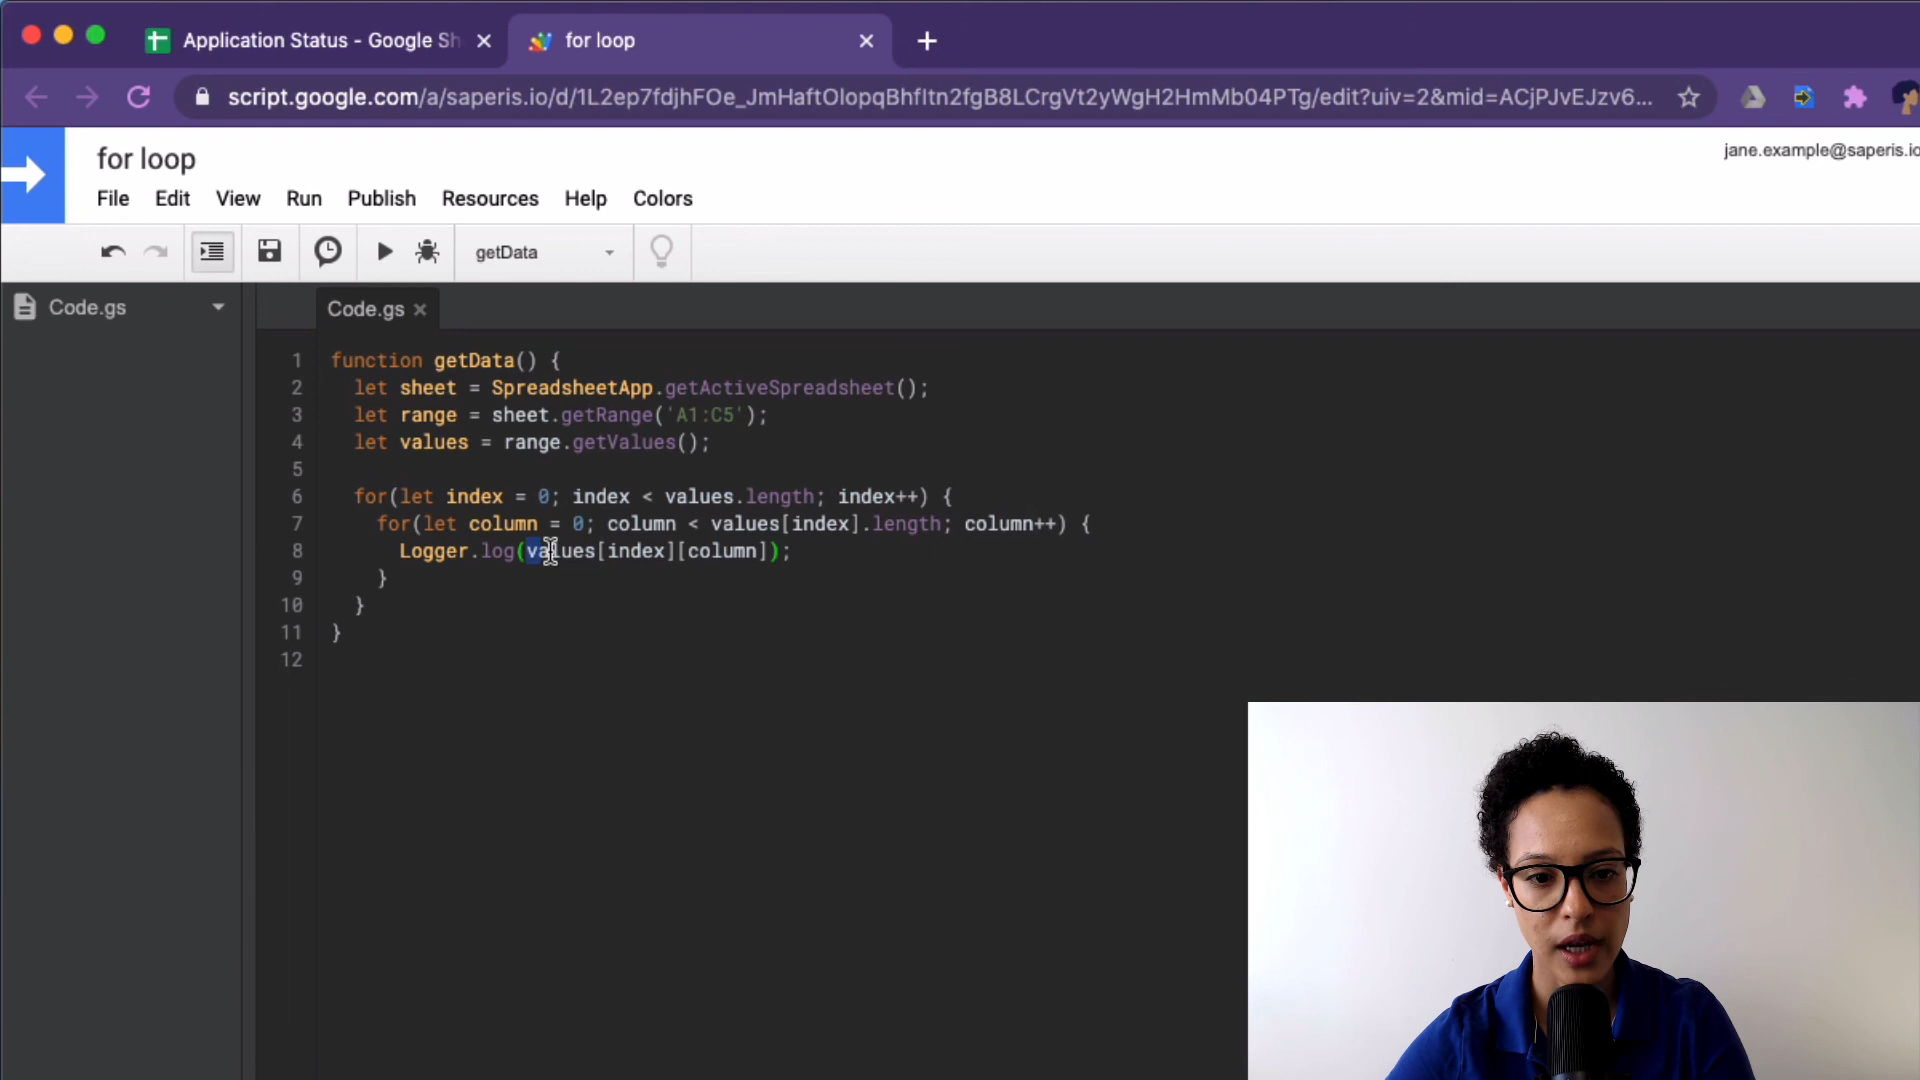 Application Status - Google Sh
for loop
script.google.com/a/saperis.io/d/1L2ep7fdjhFOe_JmHaftOlopqBhfItn2fgB8LCrgVt2yWgH2HmMb04PTg/edit?uiv=2&mid=ACjPJvEJzv6...
for loop
jane.example@saperis.io
File Edit View Run Publish Resources Help Colors
getData
Code.gs
Code.gs
1 function getData() {
2 let sheet = SpreadsheetApp.getActiveSpreadsheet();
3 let range = sheet.getRange('A1:C5');
4 let values = range.getValues();
5
6 for(let index = 0; index < values.length; index++) {
7 for(let column = 0; column < values[index].length; column++) {
8 Logger.log(values[index][column]);
9 }
10 }
11 }
12